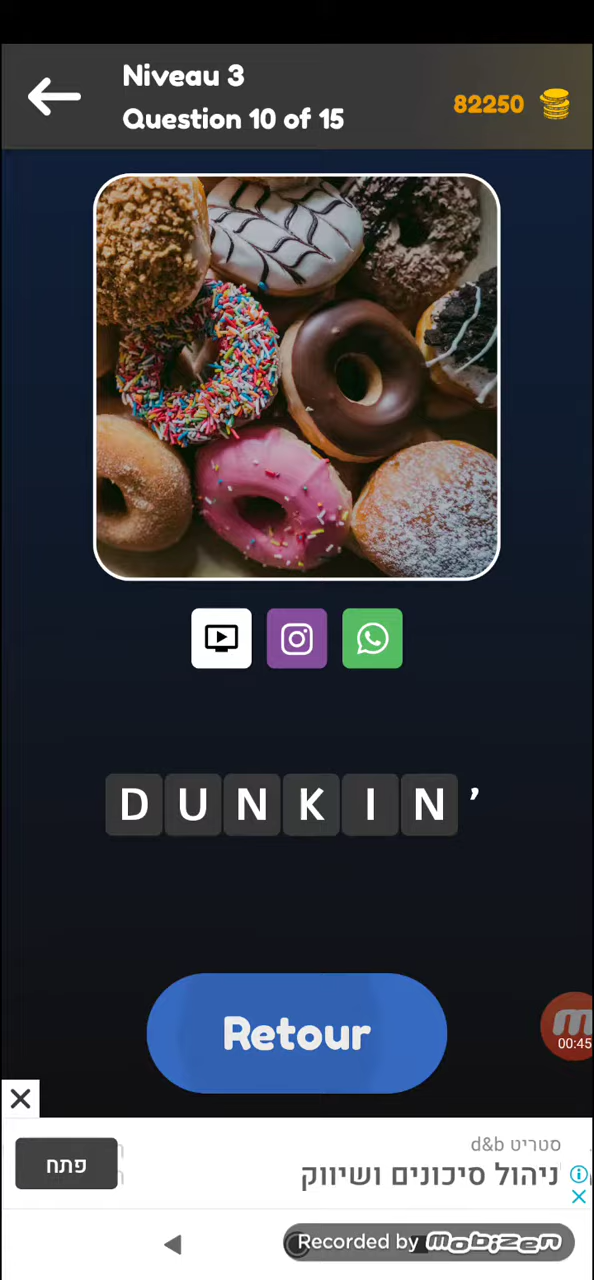 Niveau 3
Question 10 of 15
82250
DUNKIN’
Retour
00:45
סטריט d&b
ניהול סיכונים ושיווק
פתח
Recorded by mobizen